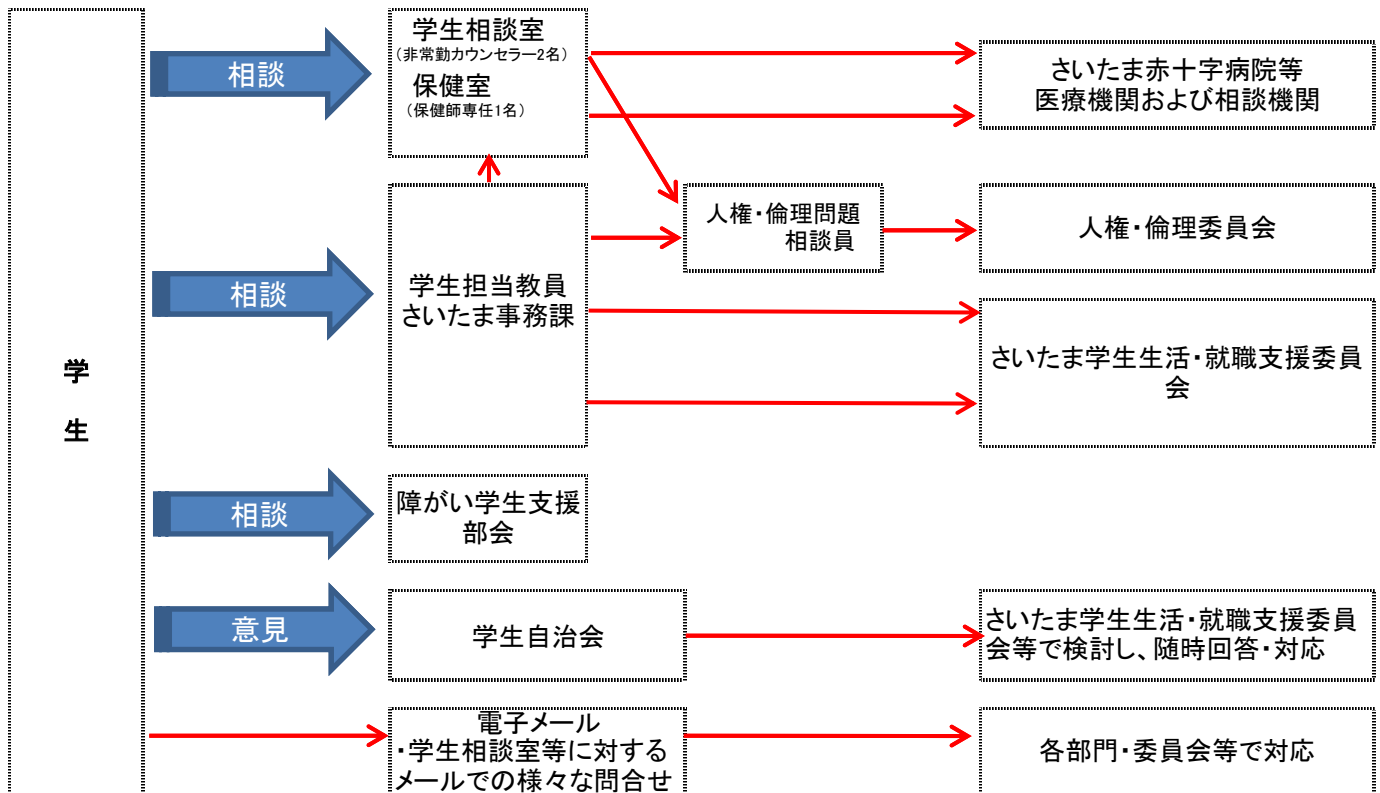 学
生
相談
学生相談室
(非常勤カウンセラー2名)
保健室
(保健師専任1名)
さいたま赤十字病院等
医療機関および相談機関
相談
学生担当教員
さいたま事務課
人権・倫理問題
相談員
人権・倫理委員会
さいたま学生生活・就職支援委員
会
相談
障がい学生支援
部会
意見
学生自治会
さいたま学生生活・就職支援委員
会等で検討し、随時回答・対応
電子メール
・学生相談室等に対する
メールでの様々な問合せ
各部門・委員会等で対応